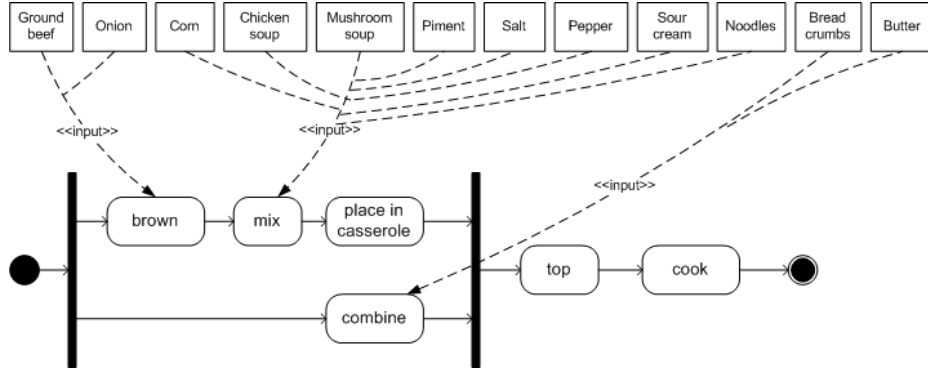 Ground
beef
Onion
Corn
Chicken
soup
Mushroom
soup
Piment
Salt
Pepper
Sour
cream
Noodles
Bread
crumbs
Butter
<<input>>
<<input>>
<<input>>
brown
mix
place in
casserole
top
cook
combine